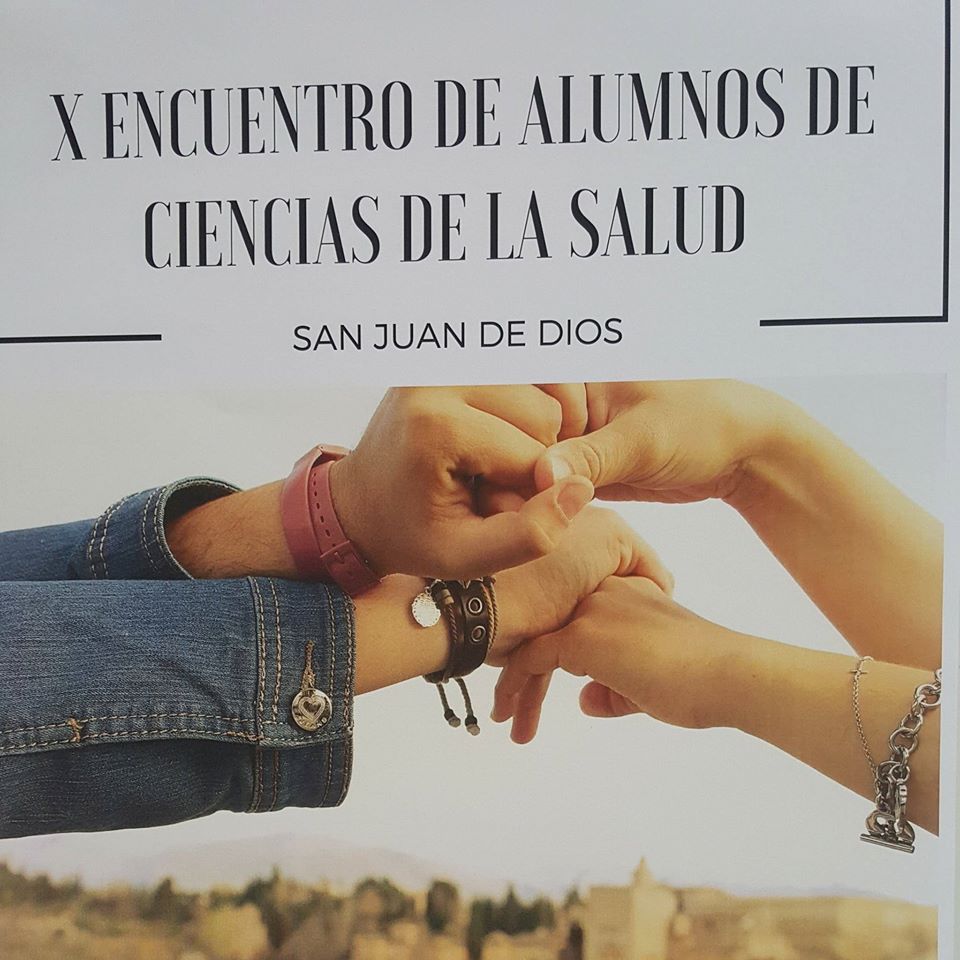 X ENCUENTRO DE ALUMNOS DE
CIENCIAS DE LA SALUD
SAN JUAN DE DIOS